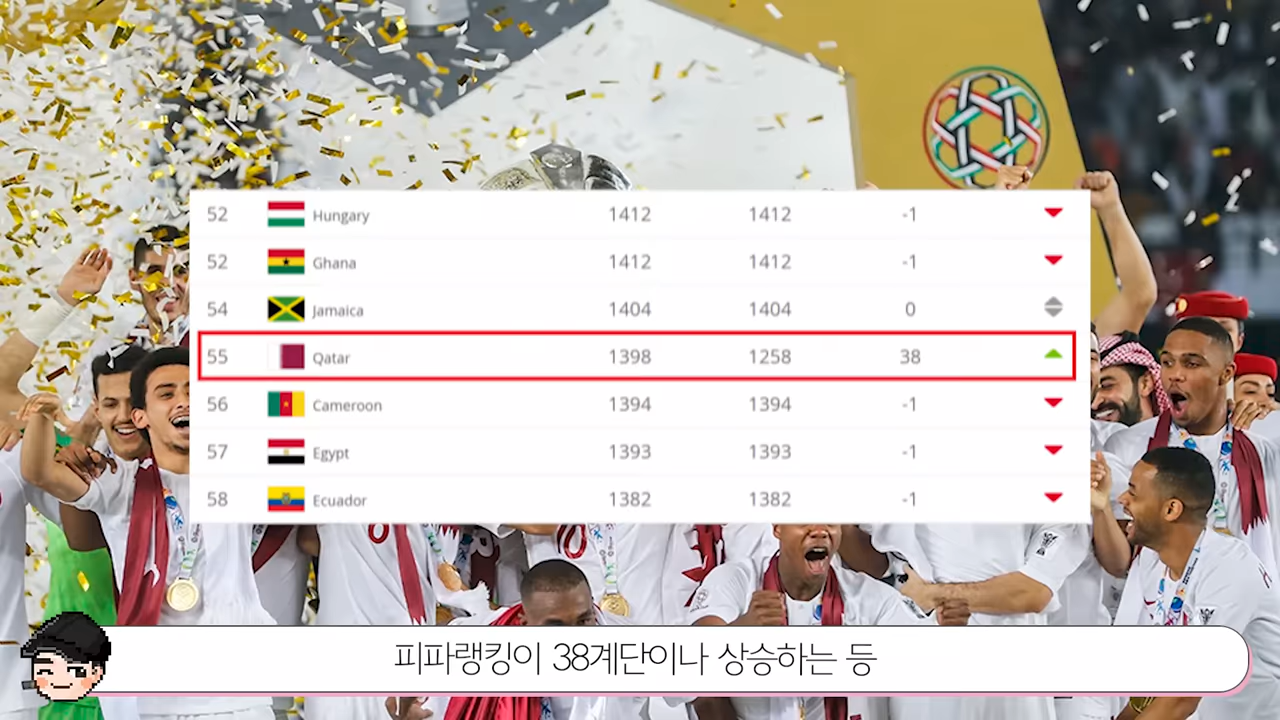 52 Hungary 1412 1412 -1
52 Ghana 1412 1412 -1
54 Jamaica 1404 1404 0
55 Qatar 1398 1258 38
56 Cameroon 1394 1394 -1
57 Egypt 1393 1393 -1
58 Ecuador 1382 1382 -1
10
피파랭킹이 38계단이나 상승하는 등